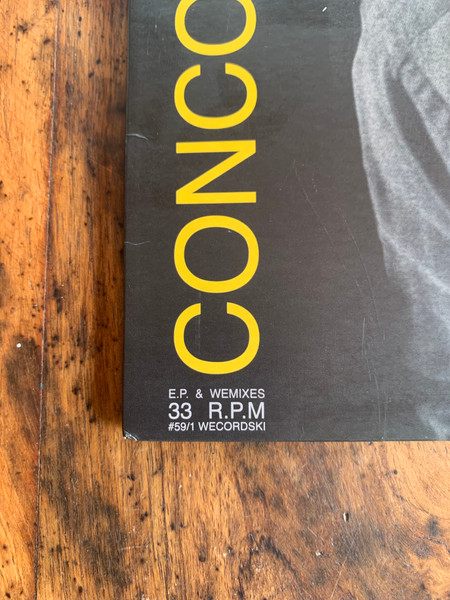 CONCO
E.P. & WEMIXES
33 R.P.M
#59/1 WECORDSKI